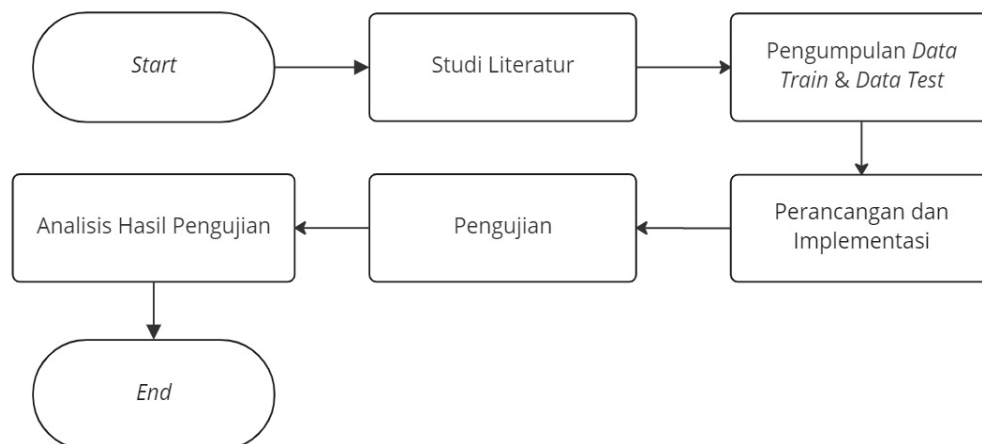 Start
Studi Literatur
Pengumpulan Data
Train & Data Test
Perancangan dan
Implementasi
Pengujian
Analisis Hasil Pengujian
End